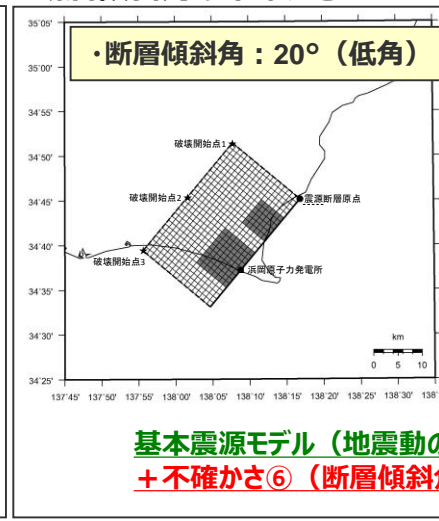 ・断層傾斜角：20°（低角）
35˚05'
35˚00'
34˚55'
34˚50'
34˚45'
34˚40'
34˚35'
34˚30'
34˚25'
破壊開始点1
破壊開始点2
破壊開始点3
震源断層原点
浜岡原子力発電所
km
0 5 10
137˚45' 137˚50' 137˚55' 138˚00' 138˚05' 138˚10' 138˚15' 138˚20' 138˚25' 138˚30' 138˚
基本震源モデル（地震動の
＋不確かさ⑥（断層傾斜角